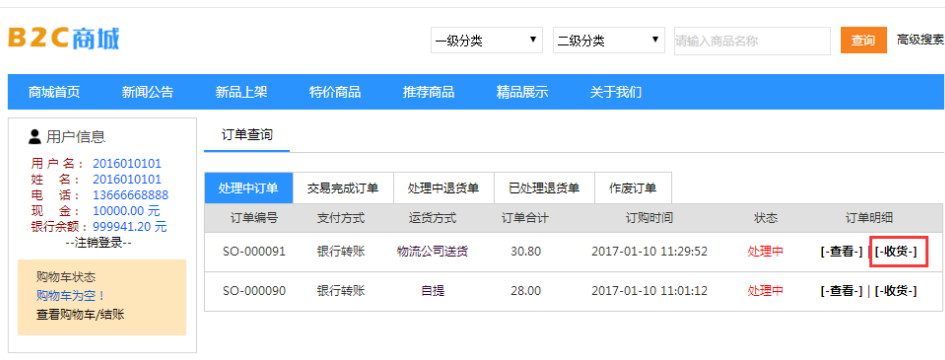 B2C商城
一级分类 二级分类 请输入商品名称 查询 高级搜索
商城首页 新闻公告 新品上架 特价商品 推荐商品 精品展示 关于我们
用户信息
用 户 名： 2016010101
姓 名： 2016010101
电 话： 13666668888
现 金： 10000.00 元
银行余额：999941.20 元
--注销登录--
购物车状态
购物车为空！
查看购物车/结账
订单查询
处理中订单 交易完成订单 处理中退货单 已处理退货单 作废订单
订单编号 支付方式 运货方式 订单合计 订购时间 状态 订单明细
SO-000091 银行转账 物流公司送货 30.80 2017-01-10 11:29:52 处理中 [-查看-] | [-收货-]
SO-000090 银行转账 自提 28.00 2017-01-10 11:01:12 处理中 [-查看-] | [-收货-]